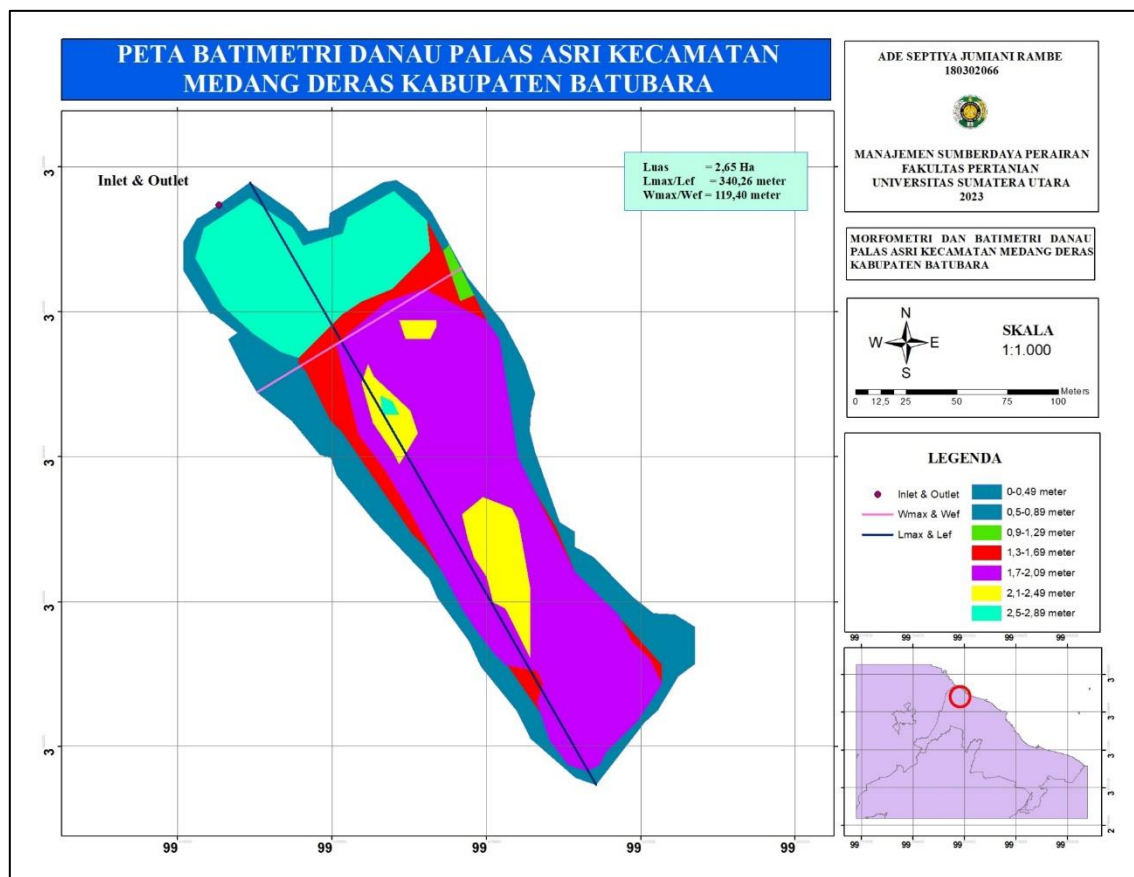 PETA BATIMETRI DANAU PALAS ASRI KECAMATAN
MEDANG DERAS KABUPATEN BATUBARA
Inlet & Outlet
Luas = 2,65 Ha
Lmax/Lef = 340,26 meter
Wmax/Wef = 119,40 meter
3
3
3
3
3
99
99
99
99
99
ADE SEPTIYA JUMIANI RAMBE
180302066
MANAJEMEN SUMBERDAYA PERAIRAN
FAKULTAS PERTANIAN
UNIVERSITAS SUMATERA UTARA
2023
MORFOMETRI DAN BATIMETRI DANAU
PALAS ASRI KECAMATAN MEDANG DERAS
KABUPATEN BATUBARA
N
W E
S
SKALA
1:1.000
Meters
0 12,5 25 50 75 100
LEGENDA
Inlet & Outlet
Wmax & Wef
Lmax & Lef
0-0,49 meter
0,5-0,89 meter
0,9-1,29 meter
1,3-1,69 meter
1,7-2,09 meter
2,1-2,49 meter
2,5-2,89 meter
99 99 99 99 99
3
3
3
3
2
99 99 99 99 99